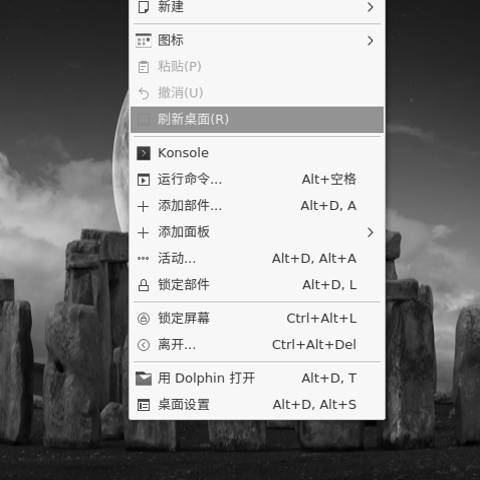 新建
图标
粘贴(P)
撤消(U)
刷新桌面(R)
Konsole
运行命令... Alt+空格
添加部件... Alt+D, A
添加面板
活动... Alt+D, Alt+A
锁定部件 Alt+D, L
锁定屏幕 Ctrl+Alt+L
离开... Ctrl+Alt+Del
用 Dolphin 打开 Alt+D, T
桌面设置 Alt+D, Alt+S